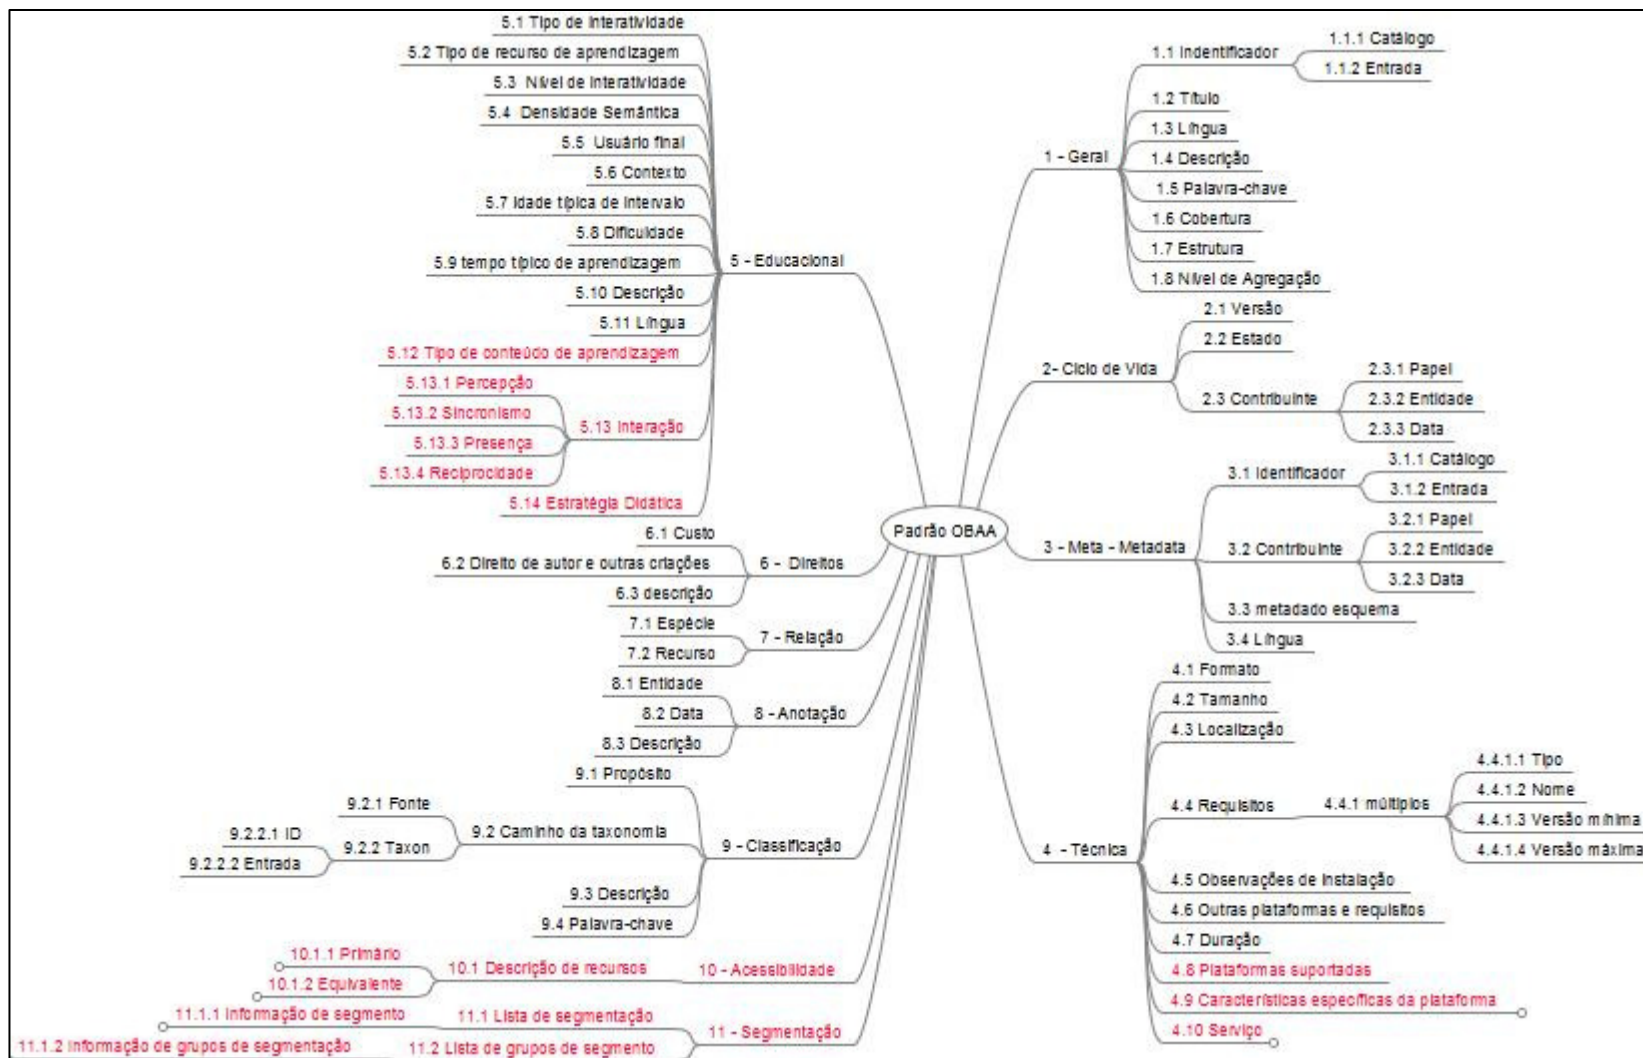 Padrão OBAA
1 - Geral
1.1 Indentificador
1.1.1 Catálogo
1.1.2 Entrada
1.2 Título
1.3 Língua
1.4 Descrição
1.5 Palavra-chave
1.6 Cobertura
1.7 Estrutura
1.8 Nível de Agregação
2- Ciclo de Vida
2.1 Versão
2.2 Estado
2.3 Contribuinte
2.3.1 Papel
2.3.2 Entidade
2.3.3 Data
3 - Meta - Metadata
3.1 Identificador
3.1.1 Catálogo
3.1.2 Entrada
3.2 Contribuinte
3.2.1 Papel
3.2.2 Entidade
3.2.3 Data
3.3 metadado esquema
3.4 Língua
4 - Técnica
4.1 Formato
4.2 Tamanho
4.3 Localização
4.4 Requisitos
4.4.1 múltiplos
4.4.1.1 Tipo
4.4.1.2 Nome
4.4.1.3 Versão mínima
4.4.1.4 Versão máxima
4.5 Observações de Instalação
4.6 Outras plataformas e requisitos
4.7 Duração
4.8 Plataformas suportadas
4.9 Características específicas da plataforma
4.10 Serviço
5 - Educacional
5.1 Tipo de Interatividade
5.2 Tipo de recurso de aprendizagem
5.3 Nível de Interatividade
5.4 Densidade Semântica
5.5 Usuário final
5.6 Contexto
5.7 Idade típica de Intervalo
5.8 Dificuldade
5.9 tempo típico de aprendizagem
5.10 Descrição
5.11 Língua
5.12 Tipo de conteúdo de aprendizagem
5.13 Interação
5.13.1 Percepção
5.13.2 Sincronismo
5.13.3 Presença
5.13.4 Reciprocidade
5.14 Estratégia Didática
6 - Direitos
6.1 Custo
6.2 Direito de autor e outras criações
6.3 descrição
7 - Relação
7.1 Espécie
7.2 Recurso
8 - Anotação
8.1 Entidade
8.2 Data
8.3 Descrição
9 - Classificação
9.1 Propósito
9.2 Caminho da taxonomia
9.2.1 Fonte
9.2.2 Taxon
9.2.2.1 ID
9.2.2.2 Entrada
9.3 Descrição
9.4 Palavra-chave
10 - Acessibilidade
10.1 Descrição de recursos
10.1.1 Primário
10.1.2 Equivalente
11 - Segmentação
11.1 Lista de segmentação
11.1.1 Informação de segmento
11.2 Lista de grupos de segmento
11.1.2 Informação de grupos de segmentação